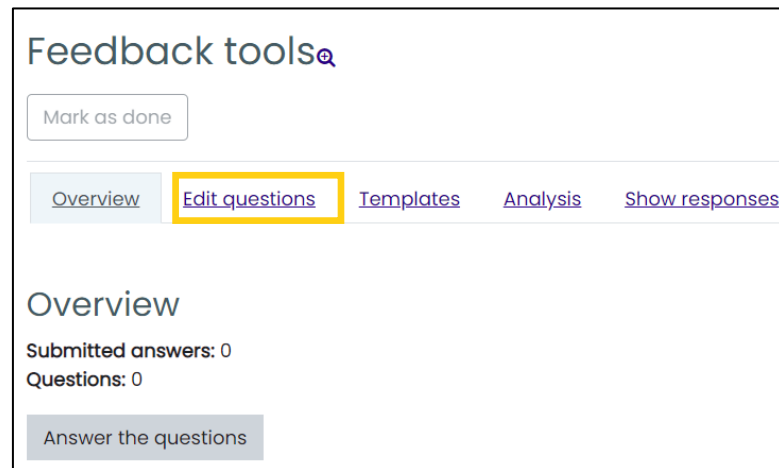 Feedback tools
Mark as done
Overview Edit questions Templates Analysis Show responses
Overview
Submitted answers: 0
Questions: 0
Answer the questions